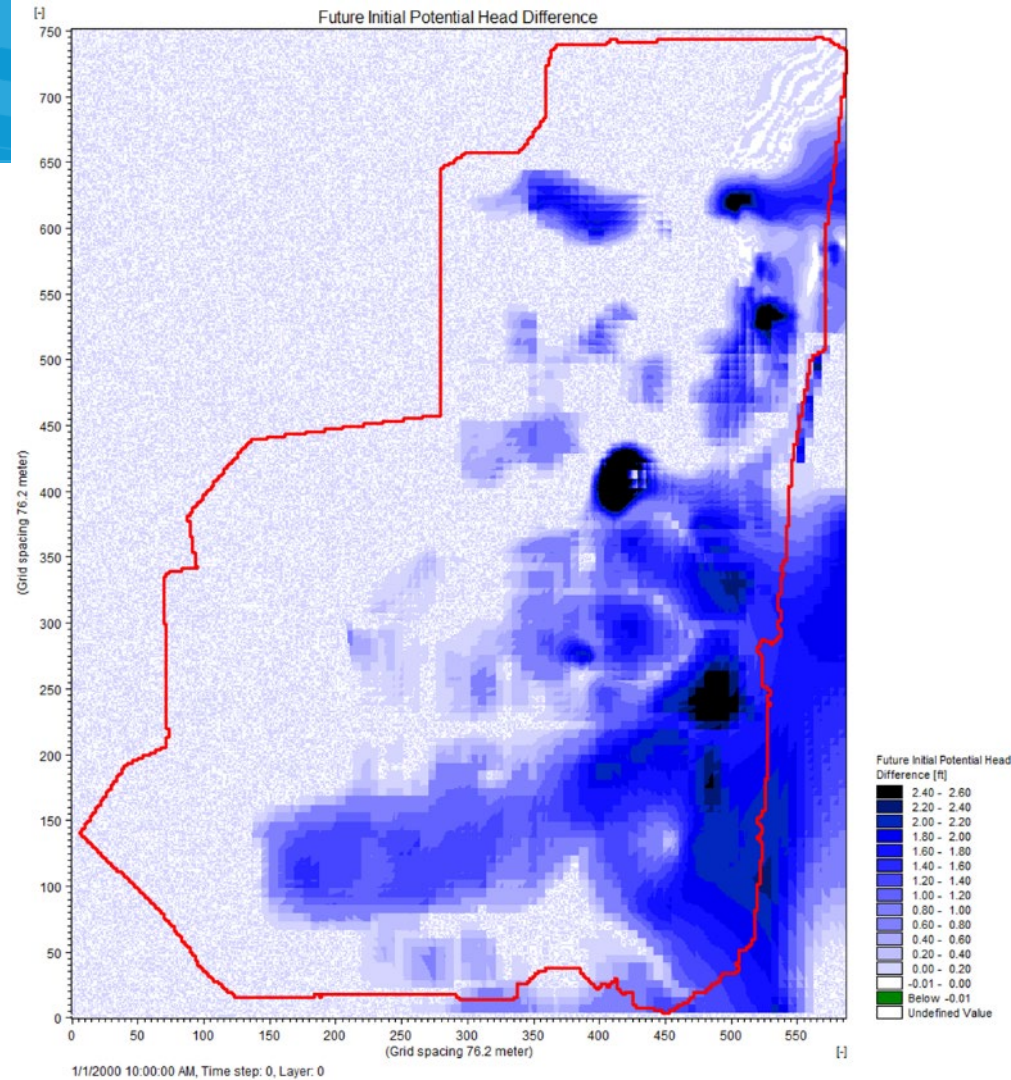 [-]
Future Initial Potential Head Difference
750
700
650
600
550
500
450
400
350
300
250
200
150
100
50
0
(Grid spacing 76.2 meter)
0 50 100 150 200 250 300 350 400 450 500 550
(Grid spacing 76.2 meter)
[-]
1/1/2000 10:00:00 AM, Time step: 0, Layer: 0
Future Initial Potential Head
Difference [ft]
2.40 - 2.60
2.20 - 2.40
2.00 - 2.20
1.80 - 2.00
1.60 - 1.80
1.40 - 1.60
1.20 - 1.40
1.00 - 1.20
0.80 - 1.00
0.60 - 0.80
0.40 - 0.60
0.20 - 0.40
0.00 - 0.20
-0.01 - 0.00
Below -0.01
Undefined Value